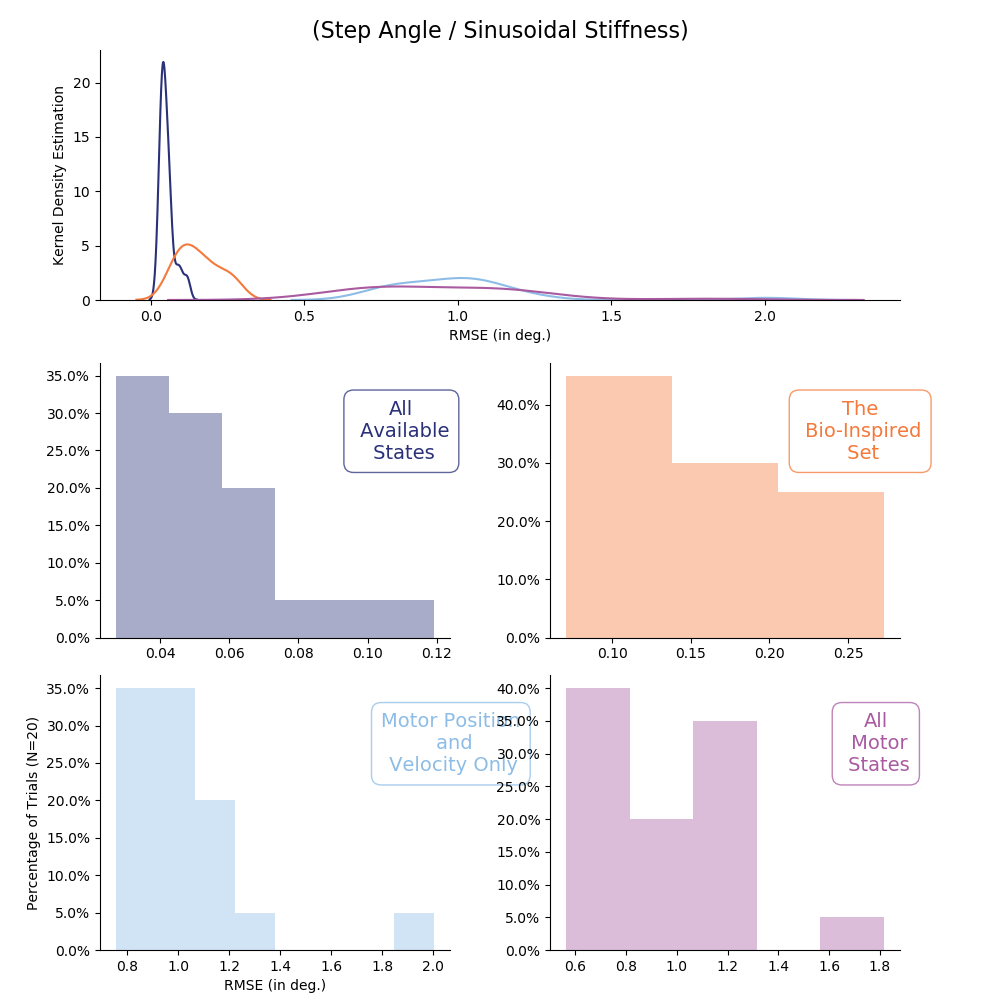 (Step Angle / Sinusoidal Stiffness)
Kernel Density Estimation
20
15
10
5
0
0.0 0.5 1.0 1.5 2.0
RMSE (in deg.)
35.0%
30.0%
25.0%
20.0%
15.0%
10.0%
5.0%
0.0%
0.04 0.06 0.08 0.10 0.12
All
Available
States
40.0%
30.0%
20.0%
10.0%
0.0%
0.10 0.15 0.20 0.25
The
Bio-Inspired
Set
Percentage of Trials (N=20)
35.0%
30.0%
25.0%
20.0%
15.0%
10.0%
5.0%
0.0%
0.8 1.0 1.2 1.4 1.6 1.8 2.0
RMSE (in deg.)
Motor Position
and
Velocity Only
40.0%
35.0%
30.0%
25.0%
20.0%
15.0%
10.0%
5.0%
0.0%
0.6 0.8 1.0 1.2 1.4 1.6 1.8
All
Motor
States